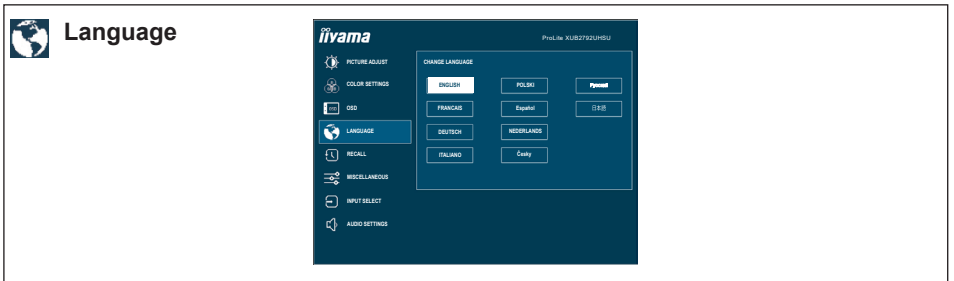 Language
iiyama
ProLite XUB2792UHSU
PICTURE ADJUST
COLOR SETTINGS
OSD
OSD
LANGUAGE
RECALL
MISCELLANEOUS
INPUT SELECT
AUDIO SETTINGS
CHANGE LANGUAGE
ENGLISH POLSKI Русский
FRANCAIS Español 日本語
DEUTSCH NEDERLANDS
ITALIANO Česky